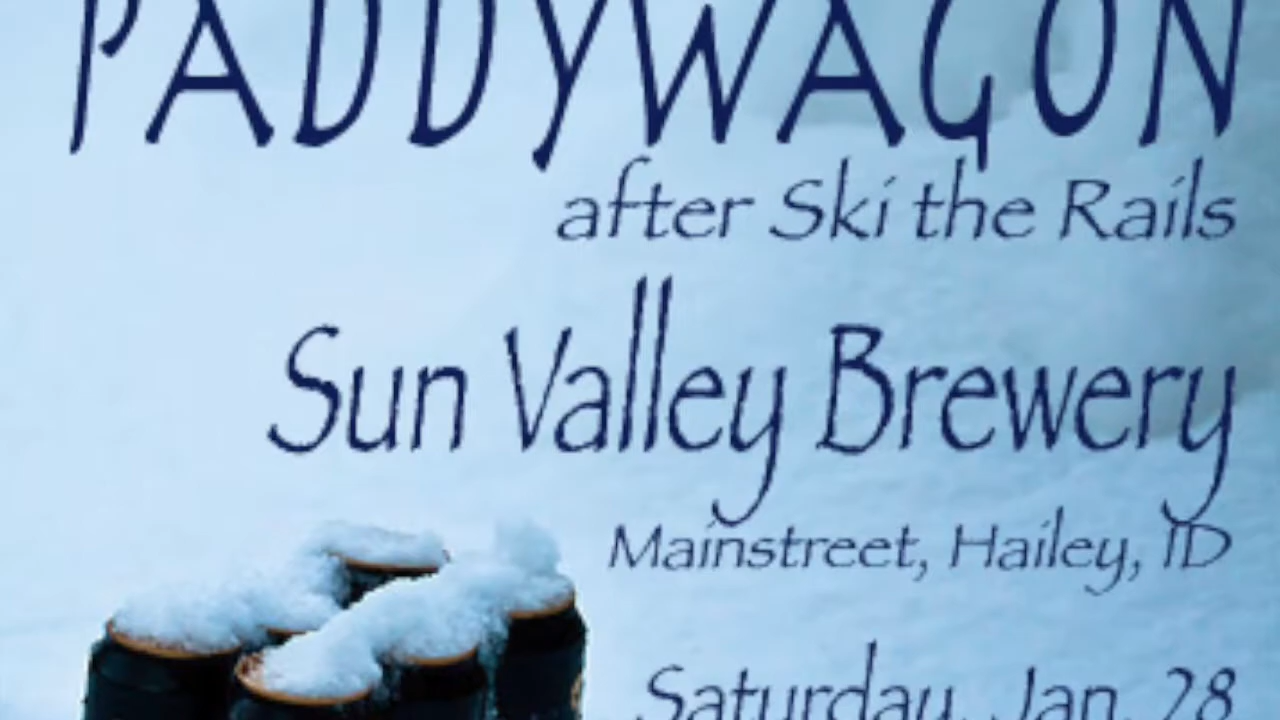 PADDYWAGON
after Ski the Rails
Sun Valley Brewery
Mainstreet, Hailey, ID
Saturday, Jan. 28